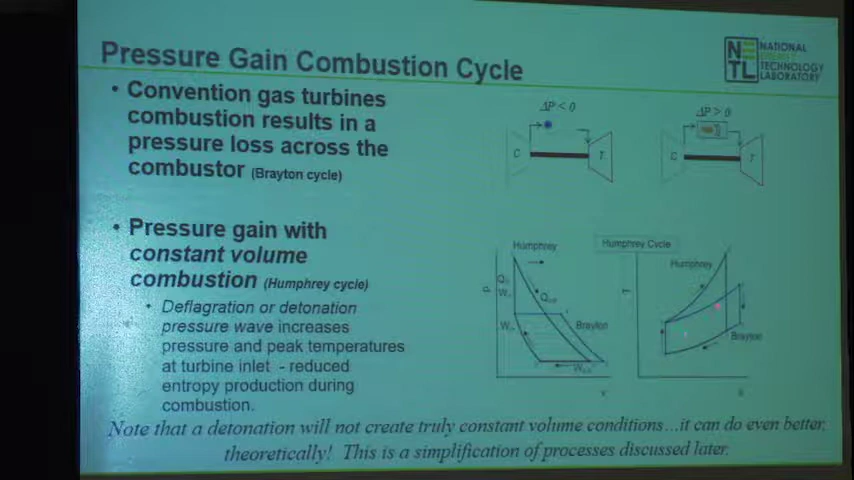 Pressure Gain Combustion Cycle
NATIONAL
ENERGY
TECHNOLOGY
LABORATORY
NE
TL
• Convention gas turbines
combustion results in a
pressure loss across the
combustor (Brayton cycle)
ΔP < 0
C
T
ΔP > 0
C
T
• Pressure gain with
constant volume
combustion (Humphrey cycle)
• Deflagration or detonation
pressure wave increases
pressure and peak temperatures
at turbine inlet - reduced
entropy production during
combustion.
Humphrey
Brayton
P
Humphrey Cycle
Humphrey
Brayton
T
Note that a detonation will not create truly constant volume conditions…it can do even better,
theoretically! This is a simplification of processes discussed later.